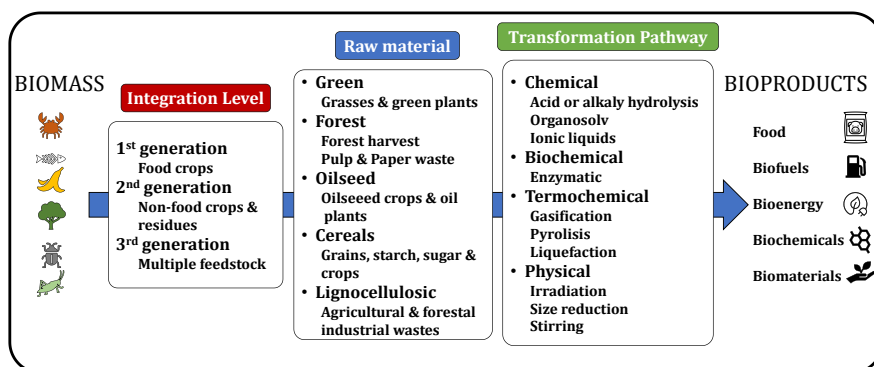 BIOMASS
Integration Level
1st generation
Food crops
2nd generation
Non-food crops &
residues
3rd generation
Multiple feedstock
Raw material
• Green
Grasses & green plants
• Forest
Forest harvest
Pulp & Paper waste
• Oilseed
Oilseeed crops & oil
plants
• Cereals
Grains, starch, sugar &
crops
• Lignocellulosic
Agricultural & forestal
industrial wastes
Transformation Pathway
• Chemical
Acid or alkaly hydrolysis
Organosolv
Ionic liquids
• Biochemical
Enzymatic
• Termochemical
Gasification
Pyrolisis
Liquefaction
• Physical
Irradiation
Size reduction
Stirring
BIOPRODUCTS
Food
Biofuels
Bioenergy
Biochemicals
Biomaterials